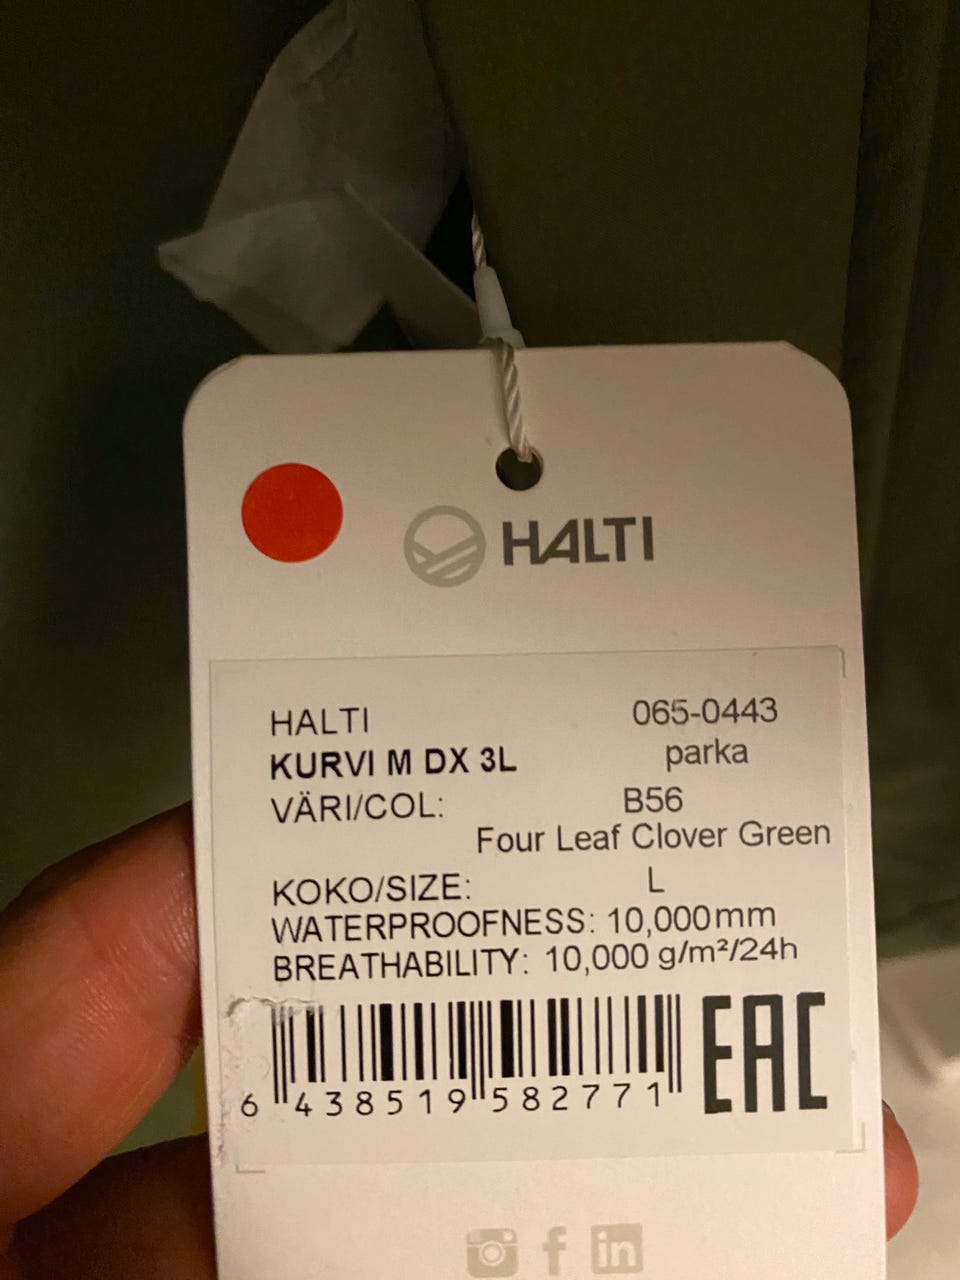 HALTI
HALTI 065-0443
KURVI M DX 3L parka
VÄRI/COL: B56
Four Leaf Clover Green
KOKO/SIZE: L
WATERPROOFNESS: 10,000mm
BREATHABILITY: 10,000 g/m²/24h
EAC
6 438519 582771
f in